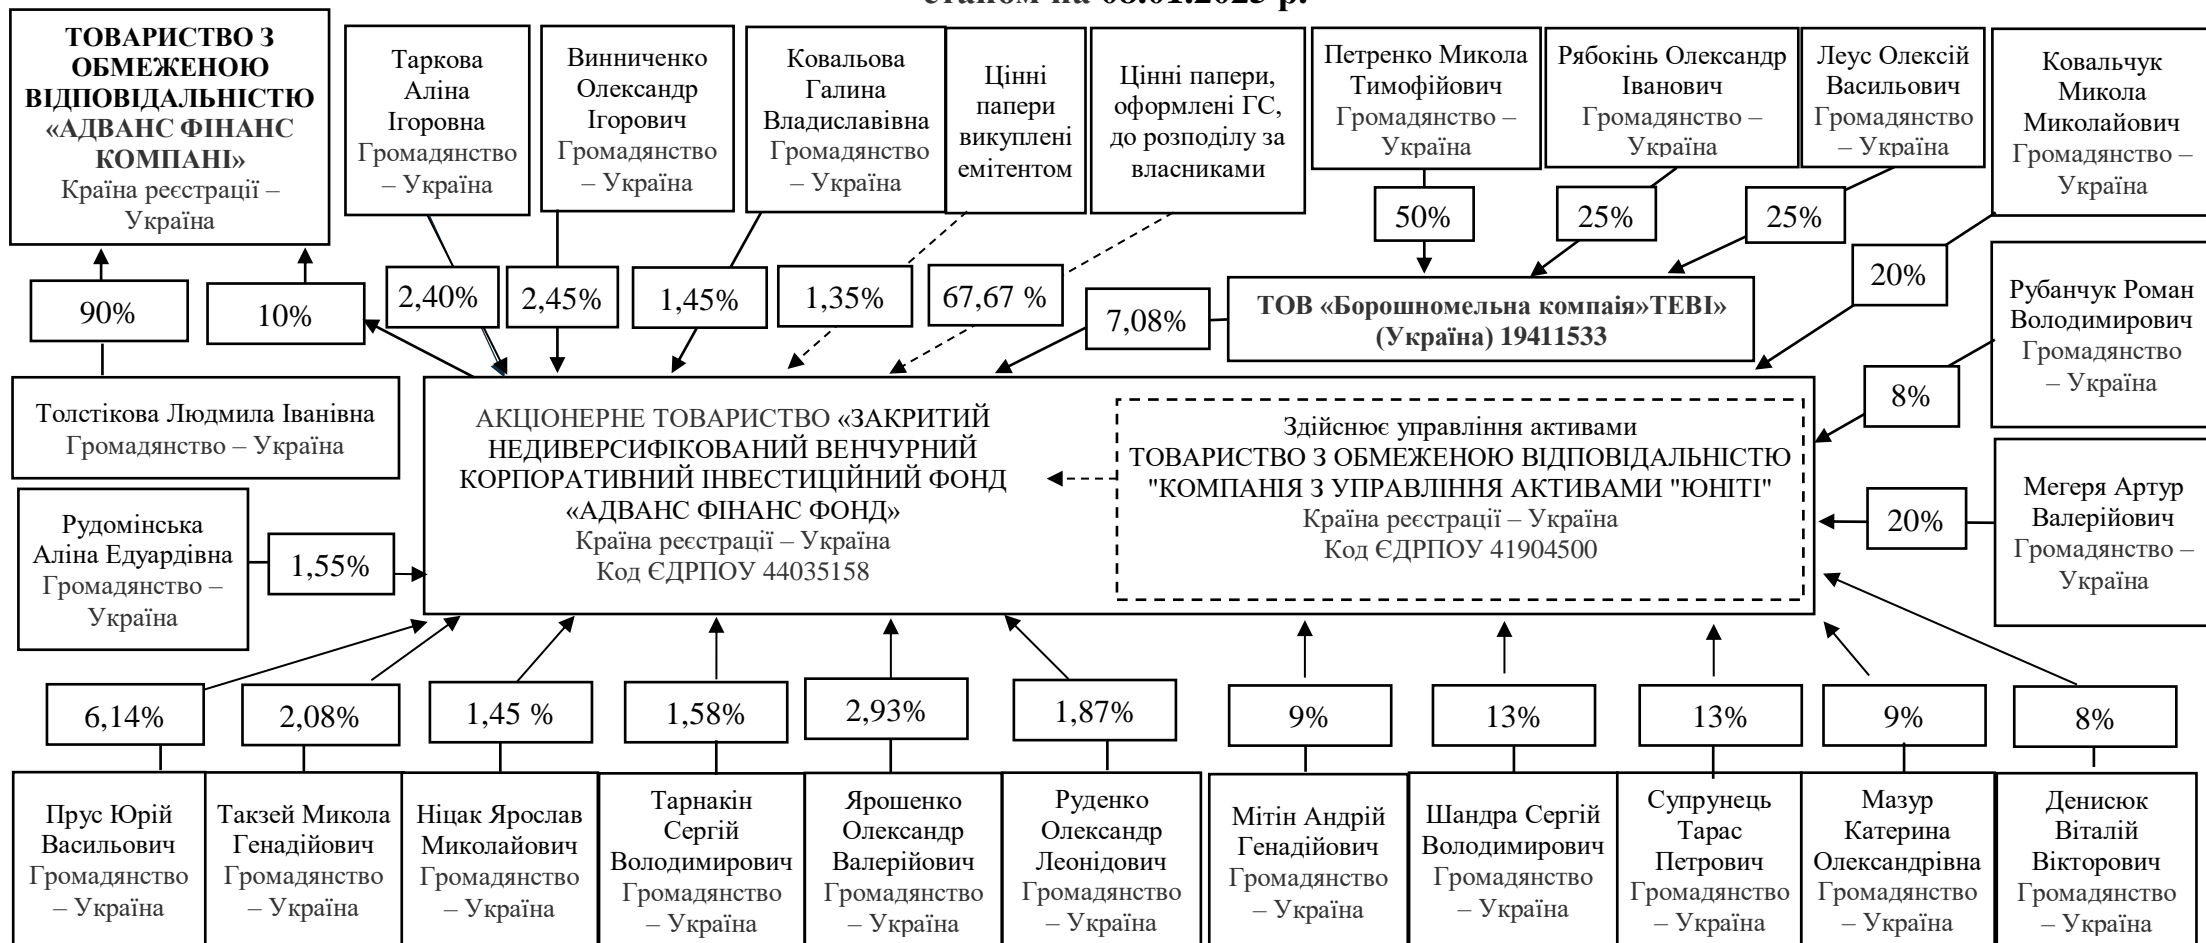 станом на 08.01.2025 р.
ТОВАРИСТВО З
ОБМЕЖЕНОЮ
ВІДПОВІДАЛЬНІСТЮ
«АДВАНС ФІНАНС
КОМПАНІ»
Країна реєстрації –
Україна
Таркова
Аліна
Ігоровна
Громадянство
– Україна
Винниченко
Олександр
Ігорович
Громадянство
– Україна
Ковальова
Галина
Владиславівна
Громадянство
– Україна
Цінні
папери
викуплені
емітентом
Цінні папери,
оформлені ГС,
до розподілу за
власниками
Петренко Микола
Тимофійович
Громадянство –
Україна
Рябокінь Олександр
Іванович
Громадянство –
Україна
Леус Олексій
Васильович
Громадянство
– Україна
Ковальчук
Микола
Миколайович
Громадянство –
Україна
50%
25%
25%
20%
90%
10%
2,40%
2,45%
1,45%
1,35%
67,67 %
7,08%
ТОВ «Борошномельна компаія»ТЕВІ»
(Україна) 19411533
Рубанчук Роман
Володимирович
Громадянство
– Україна
8%
Толстікова Людмила Іванівна
Громадянство – Україна
АКЦІОНЕРНЕ ТОВАРИСТВО «ЗАКРИТИЙ
НЕДИВЕРСИФІКОВАНИЙ ВЕНЧУРНИЙ
КОРПОРАТИВНИЙ ІНВЕСТИЦІЙНИЙ ФОНД
«АДВАНС ФІНАНС ФОНД»
Країна реєстрації – Україна
Код ЄДРПОУ 44035158
Здійснює управління активами
ТОВАРИСТВО З ОБМЕЖЕНОЮ ВІДПОВІДАЛЬНІСТЮ
"КОМПАНІЯ З УПРАВЛІННЯ АКТИВАМИ "ЮНІТІ"
Країна реєстрації – Україна
Код ЄДРПОУ 41904500
20%
Мегеря Артур
Валерійович
Громадянство –
Україна
Рудомінська
Аліна Едуардівна
Громадянство –
Україна
1,55%
6,14%
2,08%
1,45 %
1,58%
2,93%
1,87%
9%
13%
13%
9%
8%
Прус Юрій
Васильович
Громадянство
– Україна
Такзей Микола
Генадійович
Громадянство
– Україна
Ніцак Ярослав
Миколайович
Громадянство
– Україна
Тарнакін
Сергій
Володимирович
Громадянство
– Україна
Ярошенко
Олександр
Валерійович
Громадянство
– Україна
Руденко
Олександр
Леонідович
Громадянство
– Україна
Мітін Андрій
Генадійович
Громадянство
– Україна
Шандра Сергій
Володимирович
Громадянство
– Україна
Супрунець
Тарас
Петрович
Громадянство
– Україна
Мазур
Катерина
Олександрівна
Громадянство
– Україна
Денисюк
Віталій
Вікторович
Громадянство
– Україна